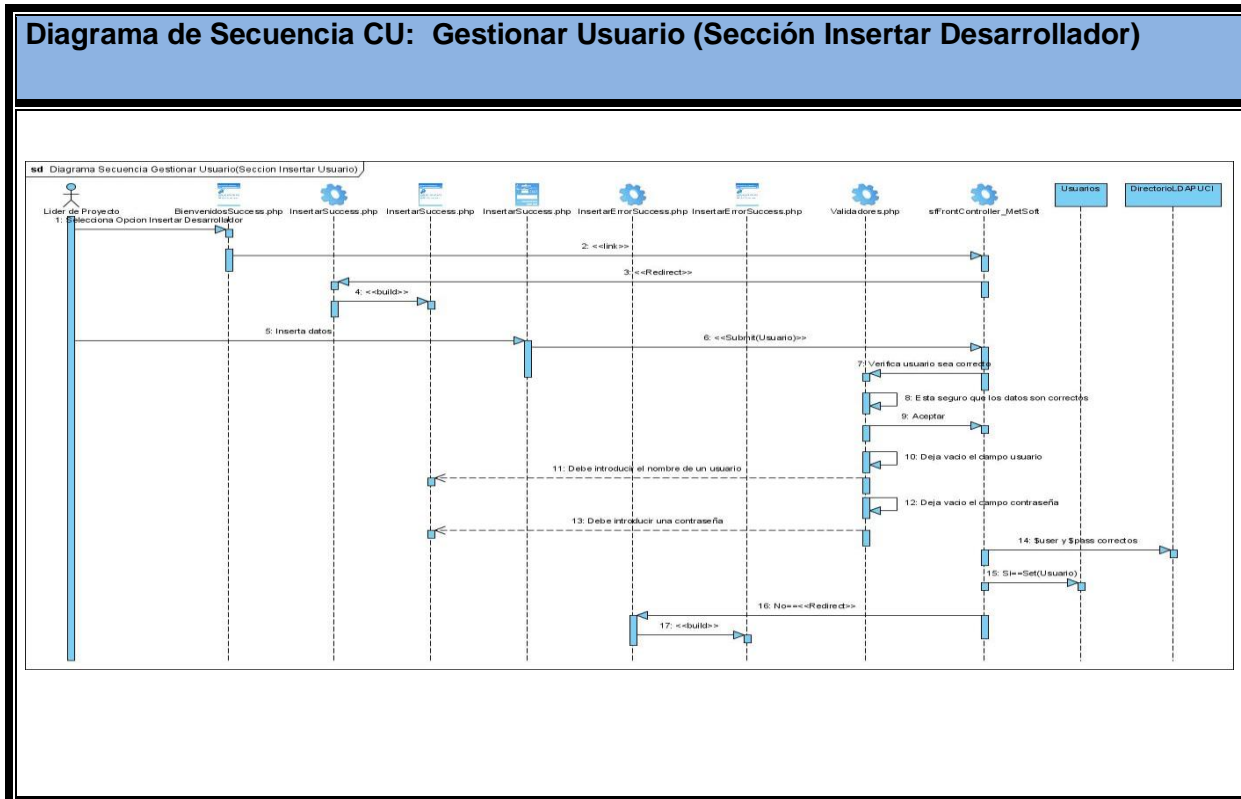 Diagrama de Secuencia CU: Gestionar Usuario (Sección Insertar Desarrollador)
sd Diagrama Secuencia Gestionar Usuario(Seccion Insertar Usuario)
Lider de Proyecto
BienvenidosSuccess.php
InsertarSuccess.php
InsertarSuccess.php
InsertarSuccess.php
InsertarErrorSuccess.php
InsertarErrorSuccess.php
Validadores.php
sfFrontController_MetSoft
Usuarios
DirectorioLDAPUCI
1: Selecciona Opcion Insertar Desarrollador
2: <<link>>
3: <<Redirect>>
4: <<build>>
5: Inserta datos
6: <<Submit(Usuario)>>
7: Verifica usuario sea correcto
8: Esta seguro que los datos son correctos
9: Aceptar
10: Deja vacio el campo usuario
11: Debe introducir el nombre de un usuario
12: Deja vacio el campo contraseña
13: Debe introducir una contraseña
14: $user y $pass correctos
15: Si==Set(Usuario)
16: No==<<Redirect>>
17: <<build>>